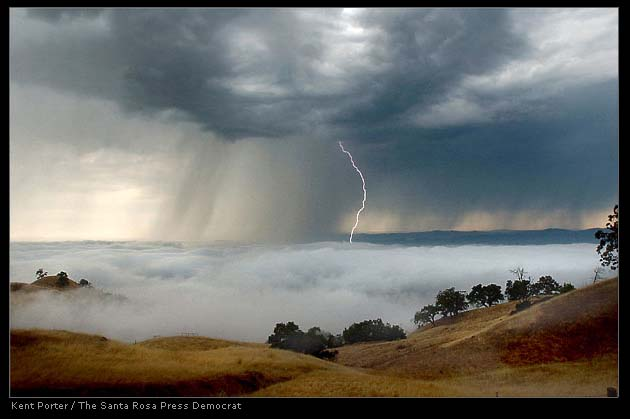 Kent Porter / The Santa Rosa Press Democrat